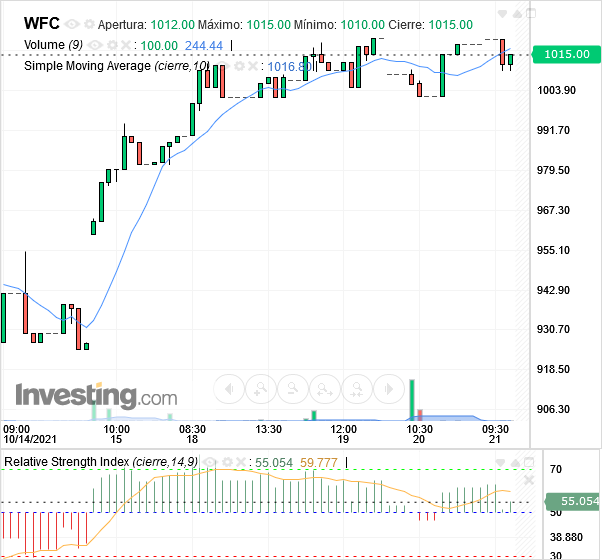 WFC Apertura: 1012.00 Máximo: 1015.00 Mínimo: 1010.00 Cierre: 1015.00
Volume (9) : 100.00 244.44
Simple Moving Average (cierre,10) : 1016.80
1015.00
1003.90
991.70
979.50
967.30
955.10
942.90
930.70
918.50
906.30
Investing.com
09:00 10:00 08:30 13:30 12:00 10:30 09:30
10/14/2021 15 18 19 20 21
Relative Strength Index (cierre,14,9) : 55.054 59.777
70
55.054
50
38.880
30